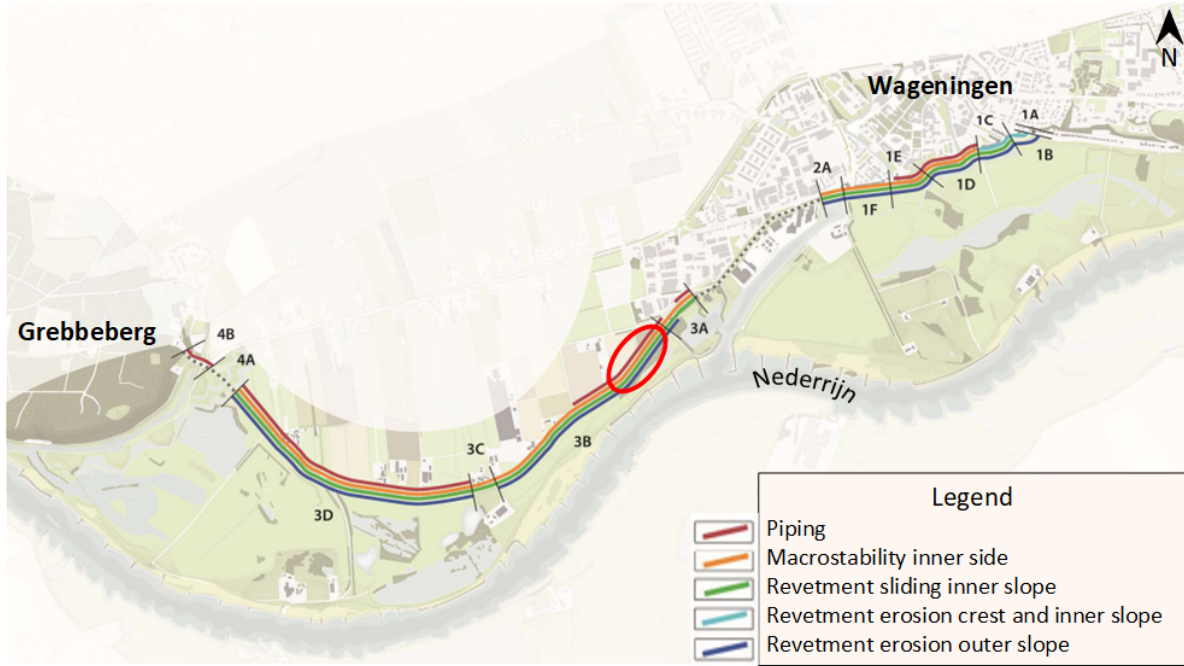 N
Wageningen
1C
1A
1B
1E
1D
2A
1F
Grebbeberg
4B
4A
3A
Nederrijn
3B
3C
3D
Legend
Piping
Macrostability inner side
Revetment sliding inner slope
Revetment erosion crest and inner slope
Revetment erosion outer slope